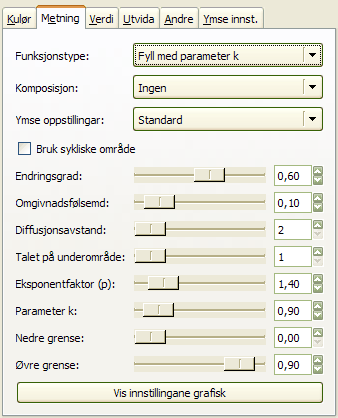 Kulør Metning Verdi Utvida Andre Ymse innst.
Funksjonstype: Fyll med parameter k
Komposisjon: Ingen
Ymse oppstillingar: Standard
Bruk sykliske område
Endringsgrad: 0,60
Omgivnadsfølsemd: 0,10
Diffusjonsavstand: 2
Talet på underområde: 1
Eksponentfaktor (p): 1,40
Parameter k: 0,90
Nedre grense: 0,00
Øvre grense: 0,90
Vis innstillingane grafisk